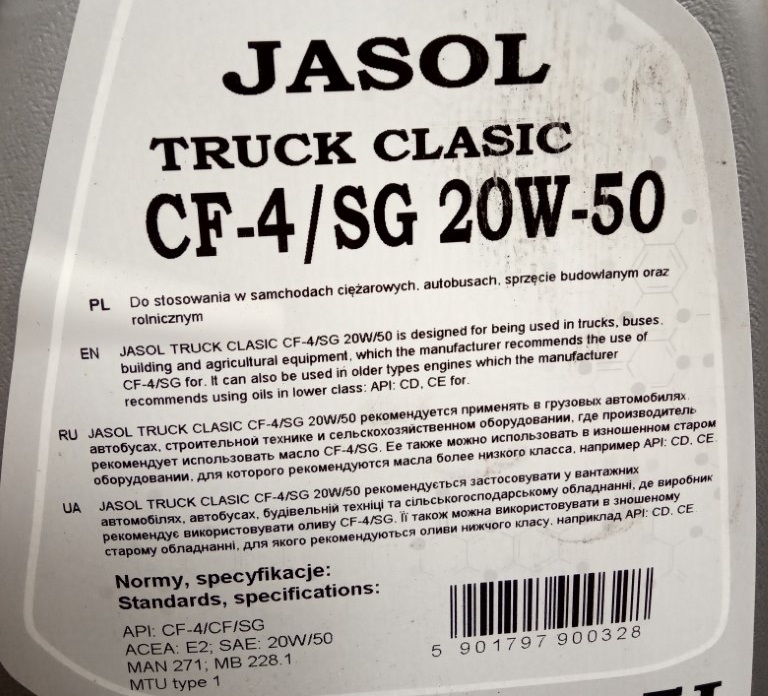 JASOL
TRUCK CLASIC
CF-4/SG 20W-50
PL Do stosowania w samochodach ciężarowych, autobusach, sprzęcie budowlanym oraz
rolnicznym
EN JASOL TRUCK CLASIC CF-4/SG 20W/50 is designed for being used in trucks, buses.
building and agricultural equipment, which the manufacturer recommends the use of
CF-4/SG for. It can also be used in older types engines which the manufacturer
recommends using oils in lower class: API: CD, CE for.
RU JASOL TRUCK CLASIC CF-4/SG 20W/50 рекомендуется применять в грузовых автомобилях,
автобусах, строительной технике и сельскохозяйственном оборудовании, где производитель
рекомендует использовать масло CF-4/SG. Ее также можно использовать в изношенном старом
оборудовании, для которого рекомендуются масла более низкого класса, например API: CD, CE
UA JASOL TRUCK CLASIC CF-4/SG 20W/50 рекомендується застосовувати у вантажних
автомобілях, автобусах, будівельній техніці та сільськогосподарському обладнанні, де виробник
рекомендує використовувати оливу CF-4/SG. Її також можна використовувати в зношеному
старому обладнанні, для якого рекомендуються оливи нижчого класу, наприклад API: CD, CE
Normy, specyfikacje:
Standards, specifications:
API: CF-4/CF/SG
ACEA: E2; SAE: 20W/50
MAN 271; MB 228.1
MTU type 1
5 901797 900328